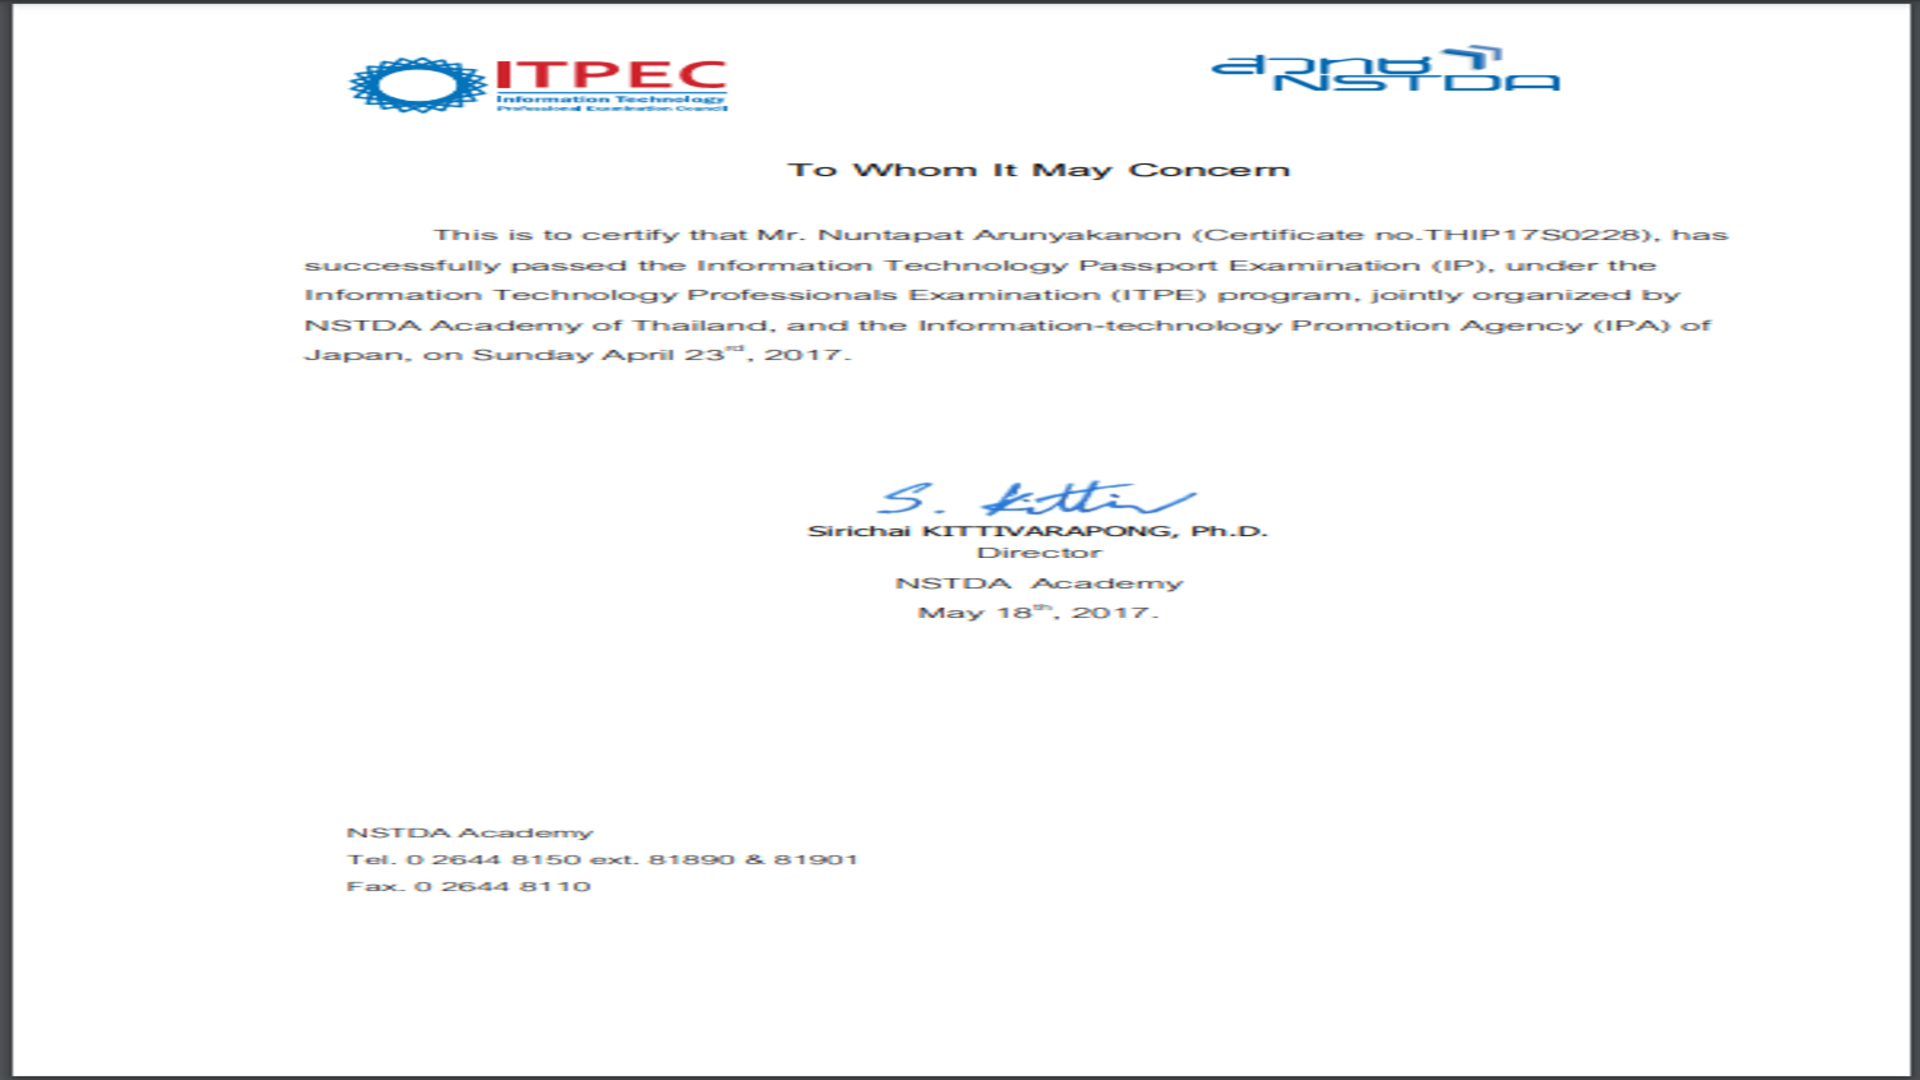 ITPEC
Information Technology
Professional Examination Council
สวทช
NSTDA
To Whom It May Concern
This is to certify that Mr. Nuntapat Arunyakanon (Certificate no.THIP17S0228), has
successfully passed the Information Technology Passport Examination (IP), under the
Information Technology Professionals Examination (ITPE) program, jointly organized by
NSTDA Academy of Thailand, and the Information-technology Promotion Agency (IPA) of
Japan, on Sunday April 23rd, 2017.
S. Kittiv
Sirichai KITTIVARAPONG, Ph.D.
Director
NSTDA Academy
May 18th, 2017.
NSTDA Academy
Tel. 0 2644 8150 ext. 81890 & 81901
Fax. 0 2644 8110